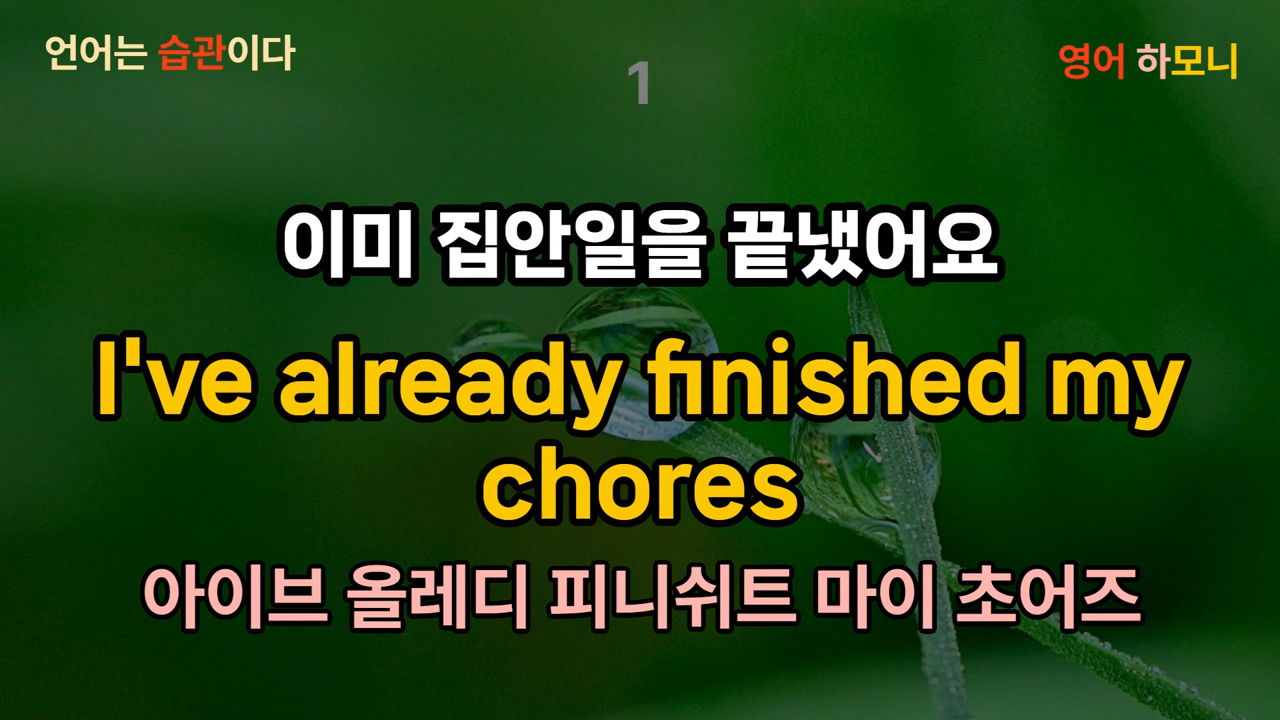 언어는 습관이다
영어 하모니
1
이미 집안일을 끝냈어요
I've already finished my
chores
아이브 올레디 피니쉬트 마이 초어즈